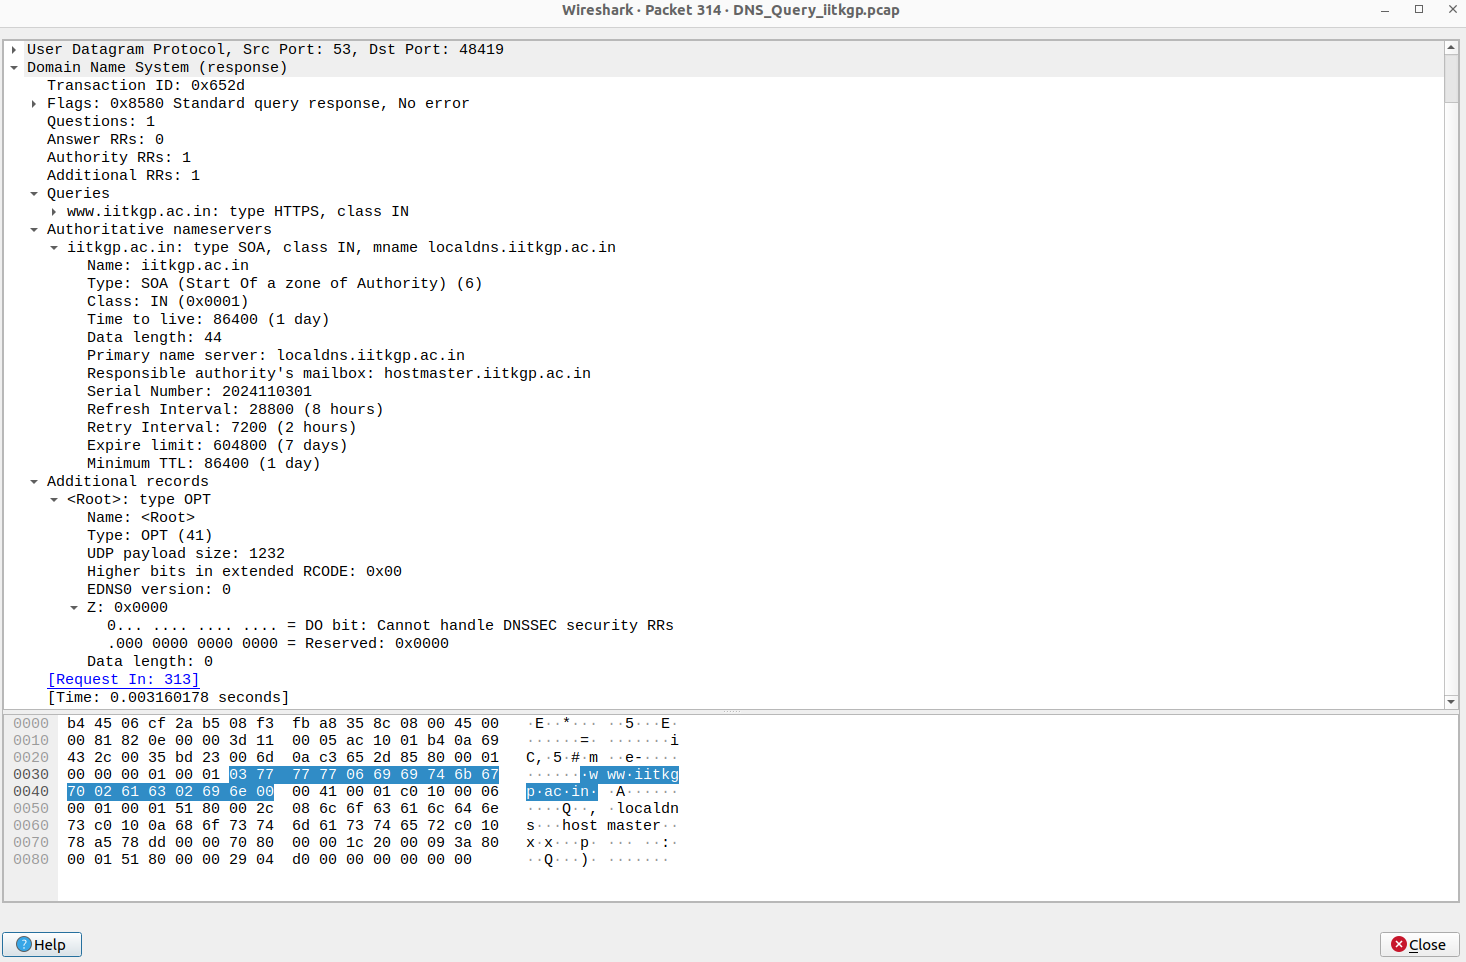 Wireshark · Packet 314 · DNS_Query_iitkgp.pcap
User Datagram Protocol, Src Port: 53, Dst Port: 48419
Domain Name System (response)
Transaction ID: 0x652d
Flags: 0x8580 Standard query response, No error
Questions: 1
Answer RRs: 0
Authority RRs: 1
Additional RRs: 1
Queries
www.iitkgp.ac.in: type HTTPS, class IN
Authoritative nameservers
iitkgp.ac.in: type SOA, class IN, mname localdns.iitkgp.ac.in
Name: iitkgp.ac.in
Type: SOA (Start Of a zone of Authority) (6)
Class: IN (0x0001)
Time to live: 86400 (1 day)
Data length: 44
Primary name server: localdns.iitkgp.ac.in
Responsible authority's mailbox: hostmaster.iitkgp.ac.in
Serial Number: 2024110301
Refresh Interval: 28800 (8 hours)
Retry Interval: 7200 (2 hours)
Expire limit: 604800 (7 days)
Minimum TTL: 86400 (1 day)
Additional records
<Root>: type OPT
Name: <Root>
Type: OPT (41)
UDP payload size: 1232
Higher bits in extended RCODE: 0x00
EDNS0 version: 0
Z: 0x0000
0... .... .... .... = DO bit: Cannot handle DNSSEC security RRs
.000 0000 0000 0000 = Reserved: 0x0000
Data length: 0
[Request In: 313]
[Time: 0.003160178 seconds]
0000 b4 45 06 cf 2a b5 08 f3 fb a8 35 8c 08 00 45 00 ·E··*··· ··5···E·
0010 00 81 82 0e 00 00 3d 11 00 05 ac 10 01 b4 0a 69 ······=· ·······i
0020 43 2c 00 35 bd 23 00 6d 0a c3 65 2d 85 80 00 01 C,·5·#·m ··e-····
0030 00 00 00 01 00 01 03 77 77 77 06 69 69 74 6b 67 ·······w ww·iitkg
0040 70 02 61 63 02 69 6e 00 00 41 00 01 c0 10 00 06 p·ac·in· ·A······
0050 00 01 00 01 51 80 00 2c 08 6c 6f 63 61 6c 64 6e ····Q··, ·localdn
0060 73 c0 10 0a 68 6f 73 74 6d 61 73 74 65 72 c0 10 s···host master··
0070 78 a5 78 dd 00 00 70 80 00 00 1c 20 00 09 3a 80 x·x···p· ··· ··:·
0080 00 01 51 80 00 00 29 04 d0 00 00 00 00 00 00 ··Q···)· ·······
Help
Close